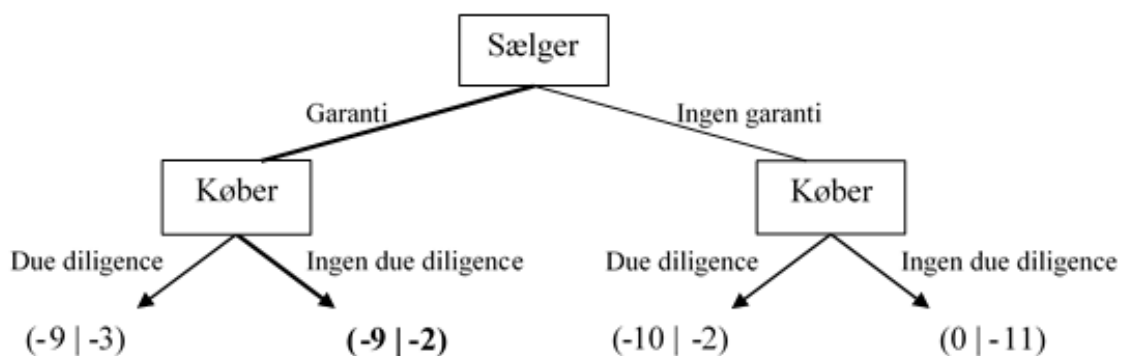 Sælger
Garanti Ingen garanti
Køber Køber
Due diligence Ingen due diligence Due diligence Ingen due diligence
(-9 | -3) (-9 | -2) (-10 | -2) (0 | -11)